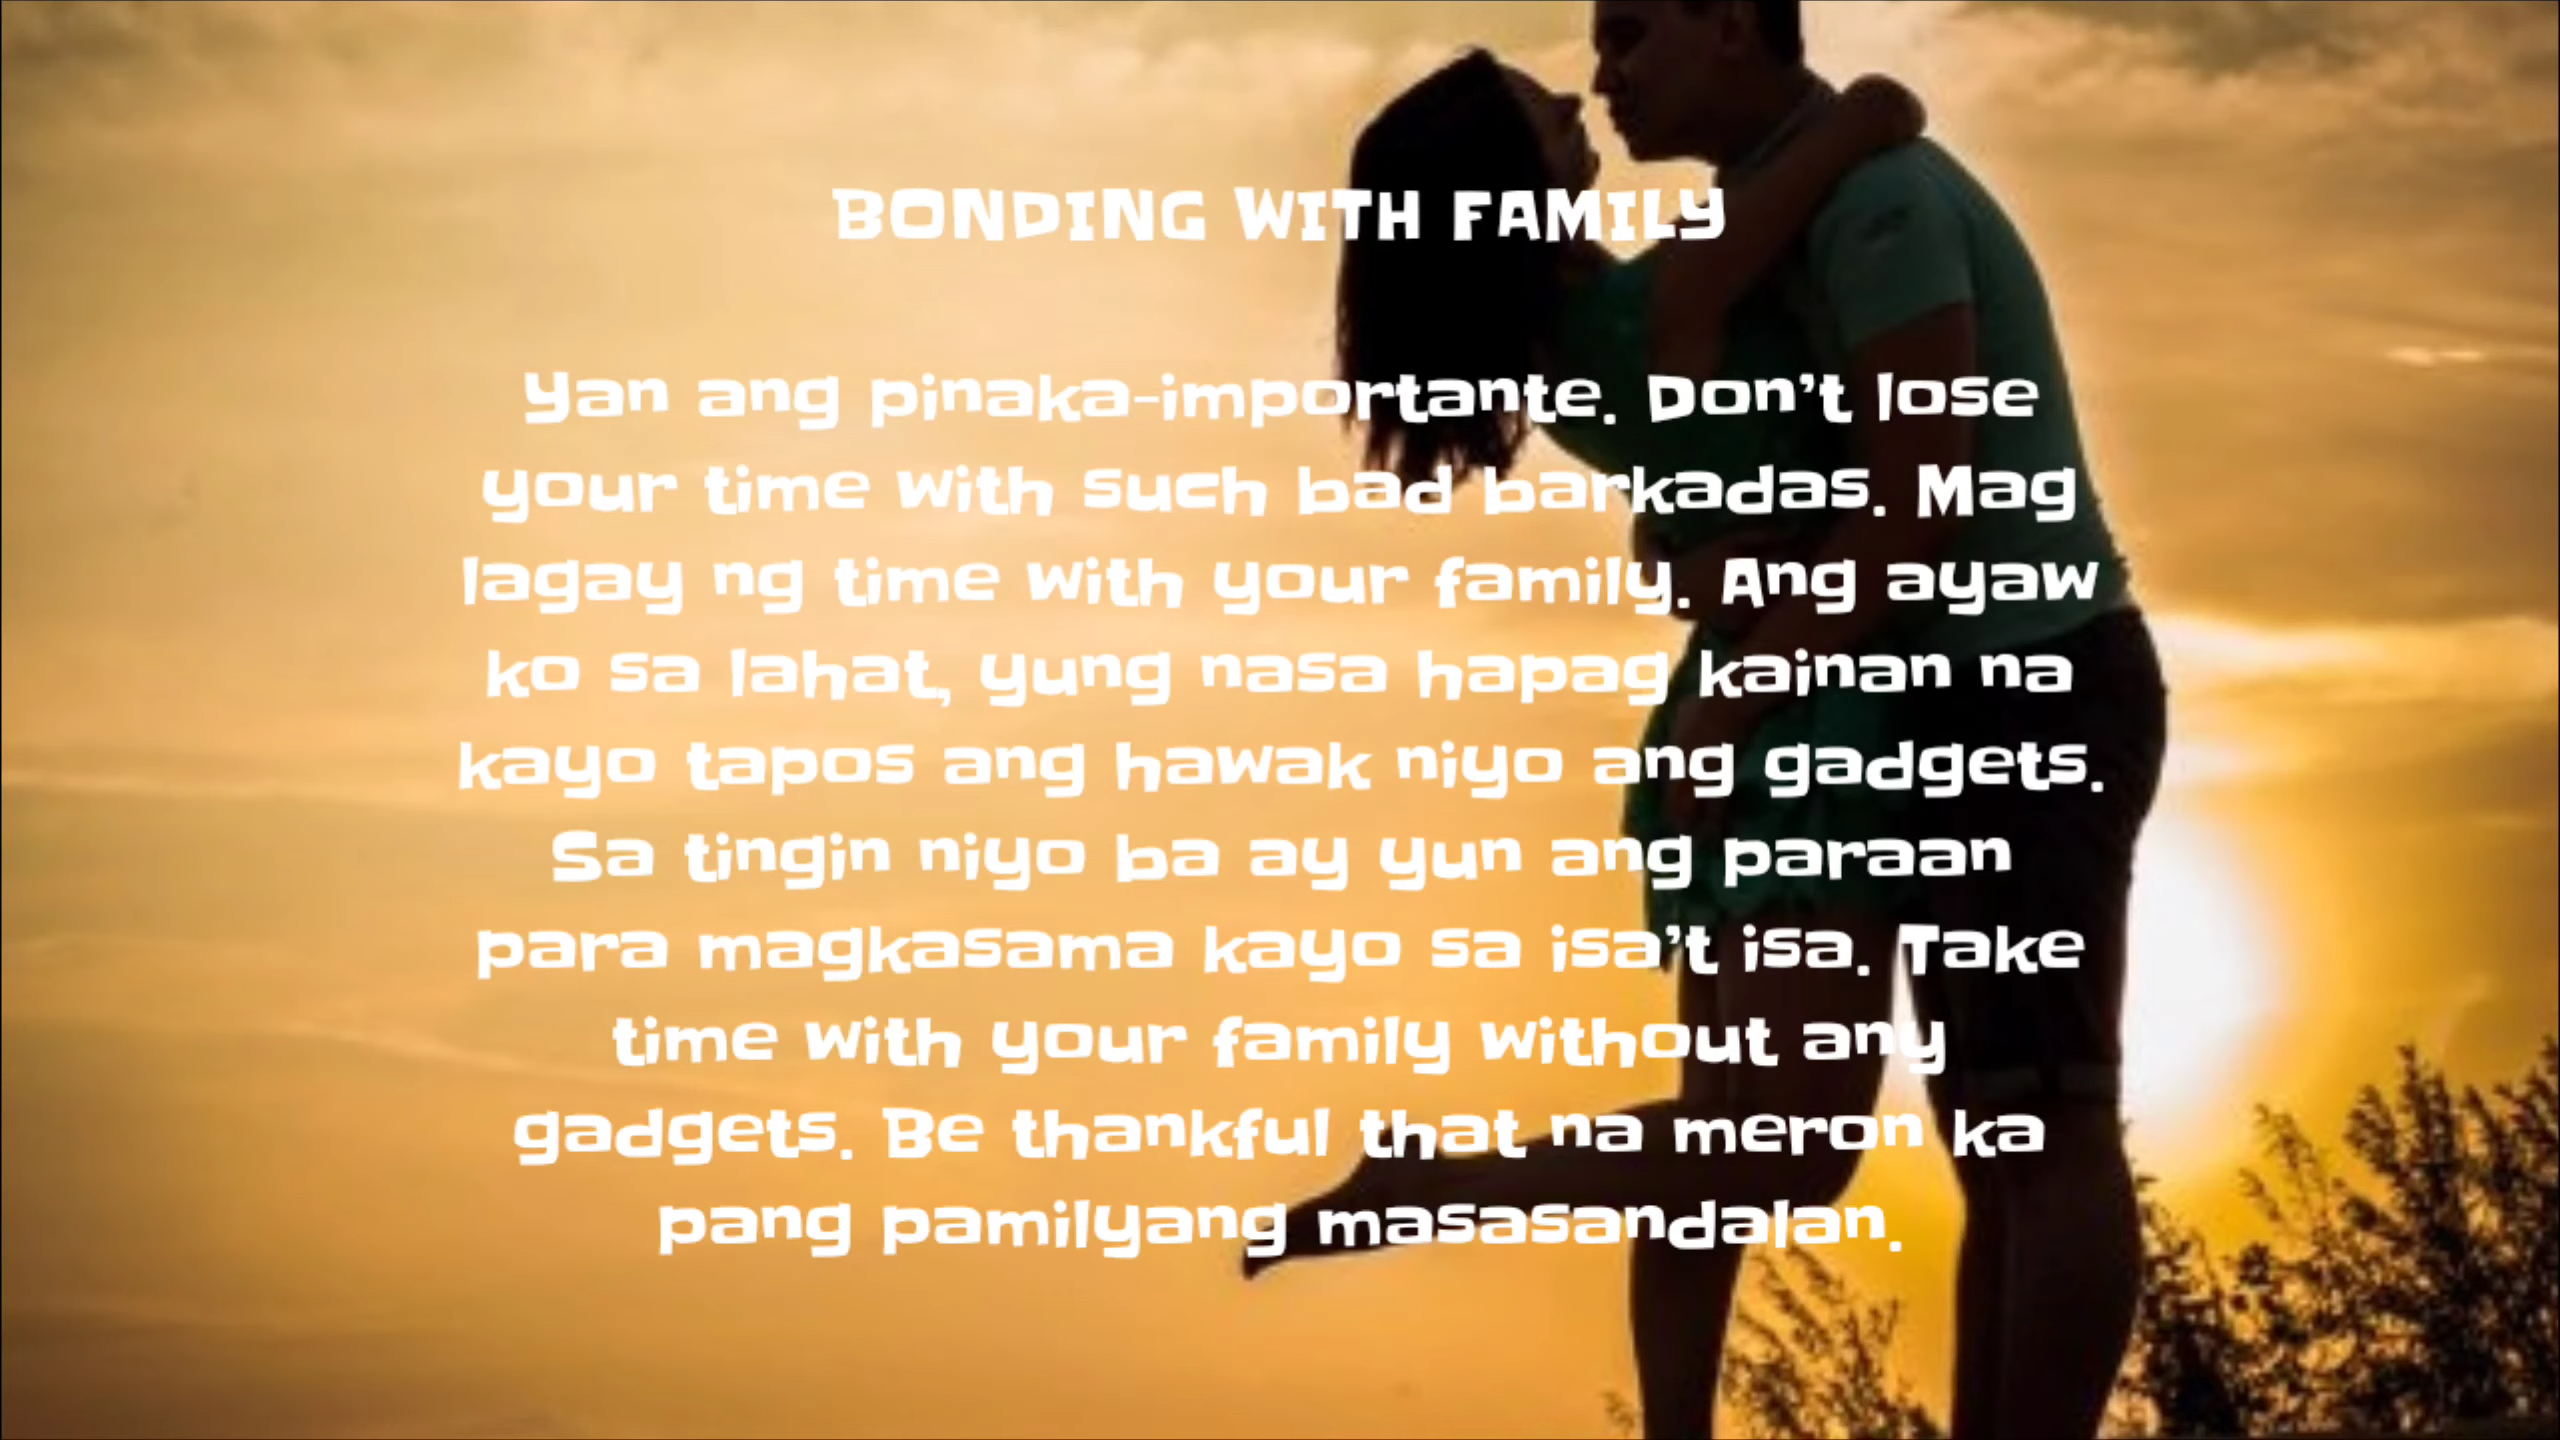 BONDING WITH FAMILY
Yan ang pinaka-importante. Don't lose
your time with such bad barkadas. Mag
lagay ng time with your family. Ang ayaw
ko sa lahat, yung nasa hapag kainan na
kayo tapos ang hawak niyo ang gadgets.
Sa tingin niyo ba ay yun ang paraan
para magkasama kayo sa isa't isa. Take
time with your family without any
gadgets. Be thankful that na meron ka
pang pamilyang masasandalan.